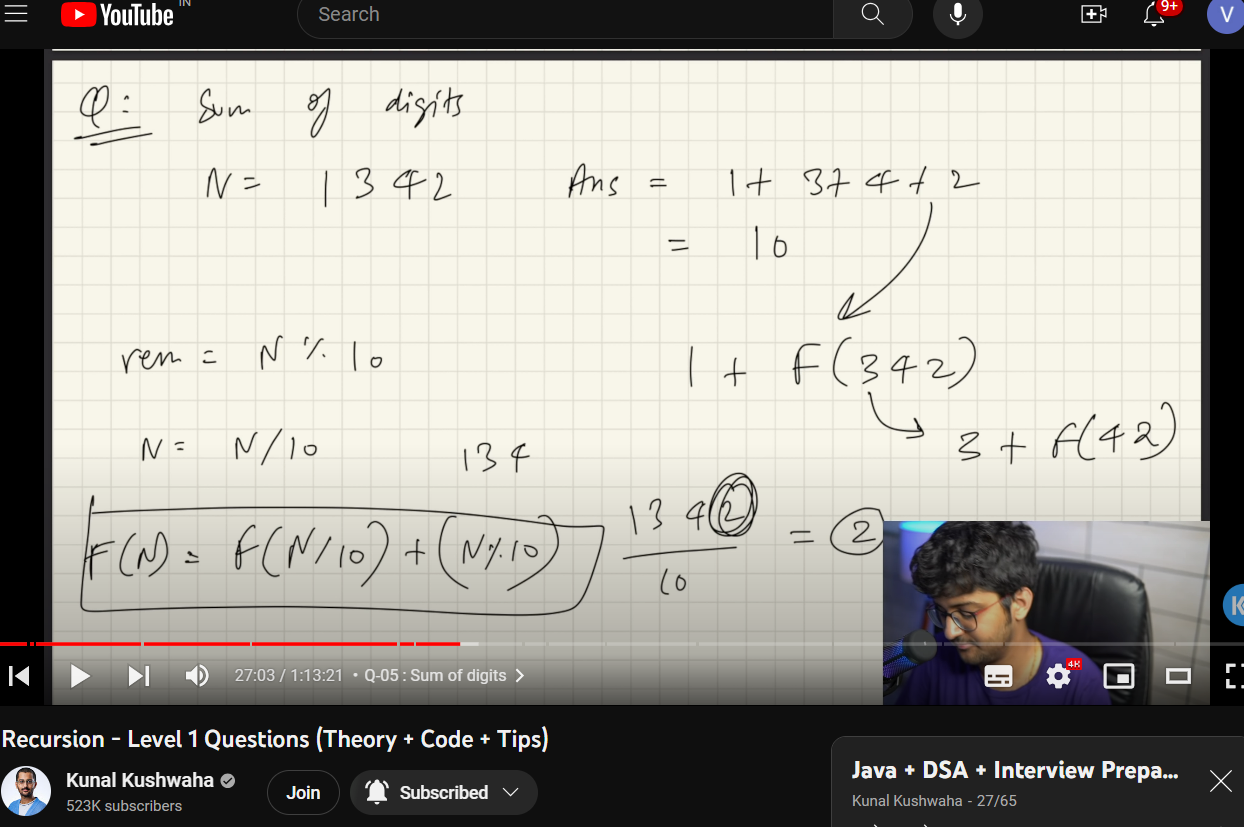 YouTube IN
Search
9+
V
Q: Sum of digits
N = 1342 Ans = 1 + 3 + 4 + 2
= 10
rem = N % 10 1 + F(342)
N = N/10 134 3 + f(42)
1342
F(N) = f(N/10) + (N%10) = 2
10
K
27:03 / 1:13:21 • Q-05 : Sum of digits >
4K
Recursion - Level 1 Questions (Theory + Code + Tips)
Kunal Kushwaha
523K subscribers
Join
Subscribed
Java + DSA + Interview Prepa...
Kunal Kushwaha - 27/65